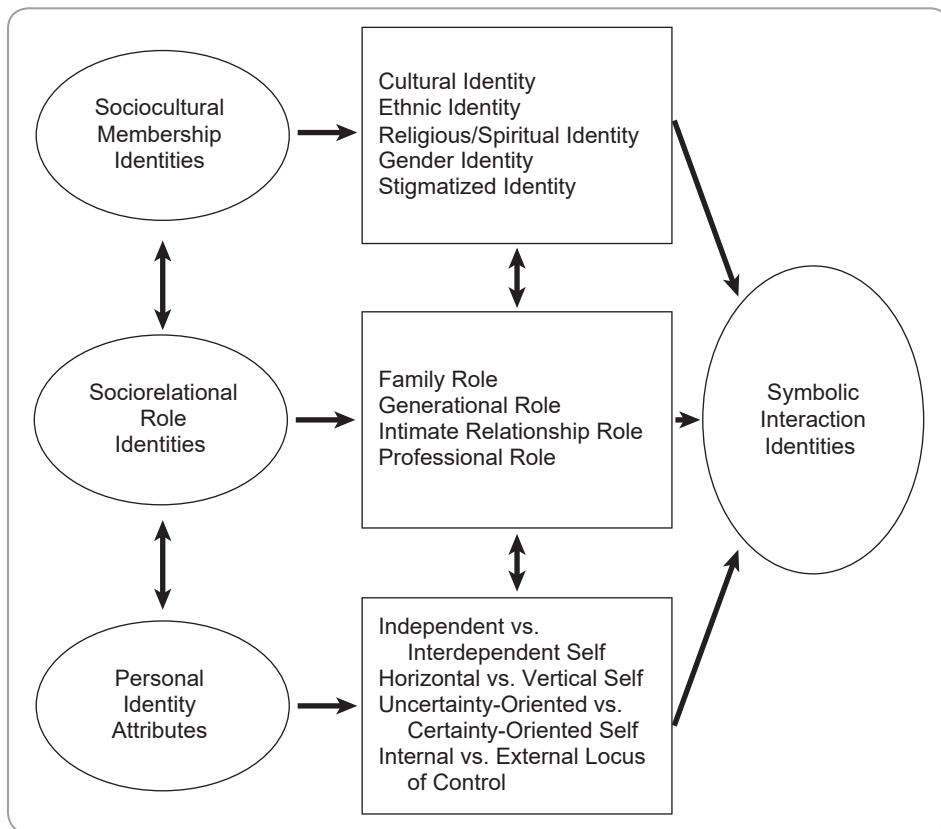 Sociocultural
Membership
Identities
Cultural Identity
Ethnic Identity
Religious/Spiritual Identity
Gender Identity
Stigmatized Identity
Sociorelational
Role
Identities
Family Role
Generational Role
Intimate Relationship Role
Professional Role
Symbolic
Interaction
Identities
Personal
Identity
Attributes
Independent vs.
Interdependent Self
Horizontal vs. Vertical Self
Uncertainty-Oriented vs.
Certainty-Oriented Self
Internal vs. External Locus
of Control